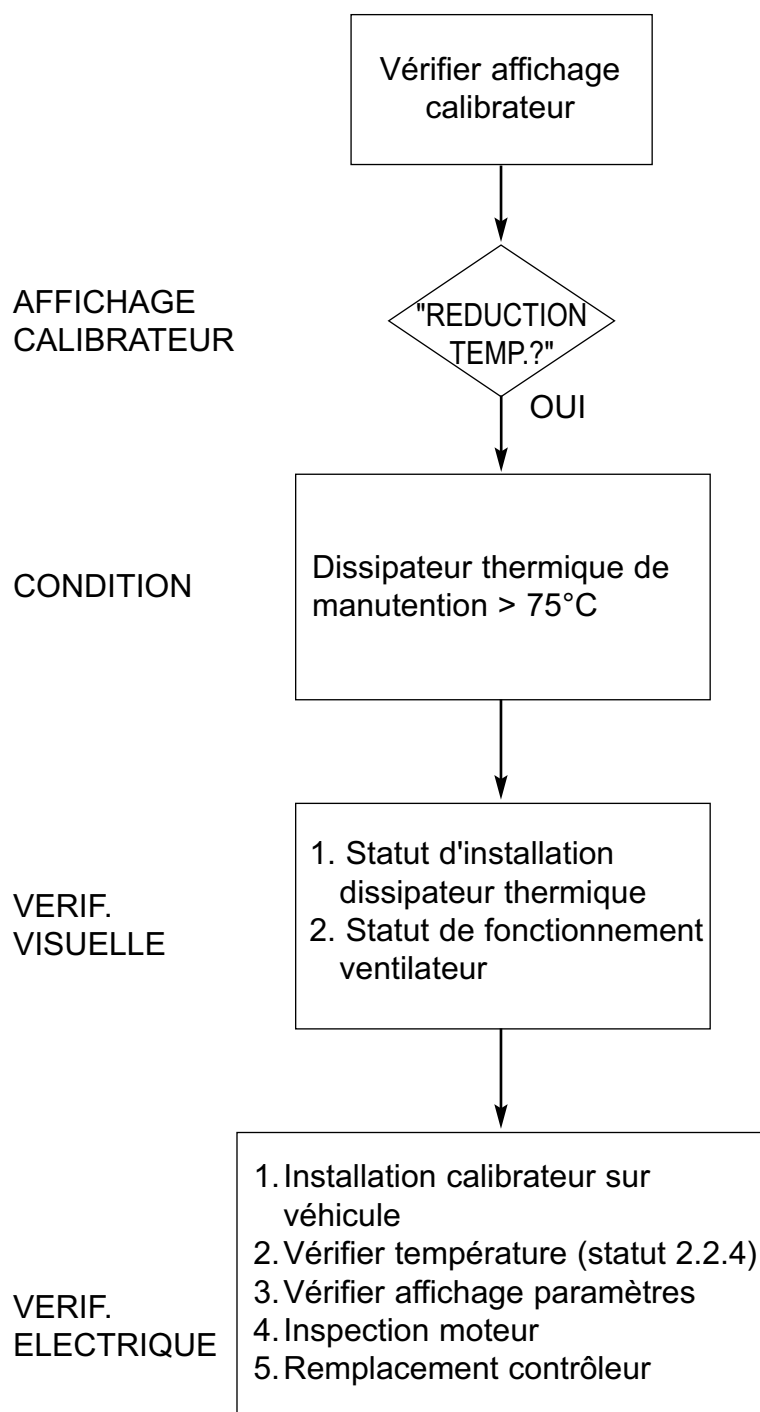 Vérifier affichage
calibrateur
AFFICHAGE
CALIBRATEUR
"REDUCTION
TEMP.?"
OUI
CONDITION
Dissipateur thermique de
manutention > 75°C
VERIF.
VISUELLE
1. Statut d'installation
dissipateur thermique
2. Statut de fonctionnement
ventilateur
VERIF.
ELECTRIQUE
1. Installation calibrateur sur
véhicule
2. Vérifier température (statut 2.2.4)
3. Vérifier affichage paramètres
4. Inspection moteur
5. Remplacement contrôleur